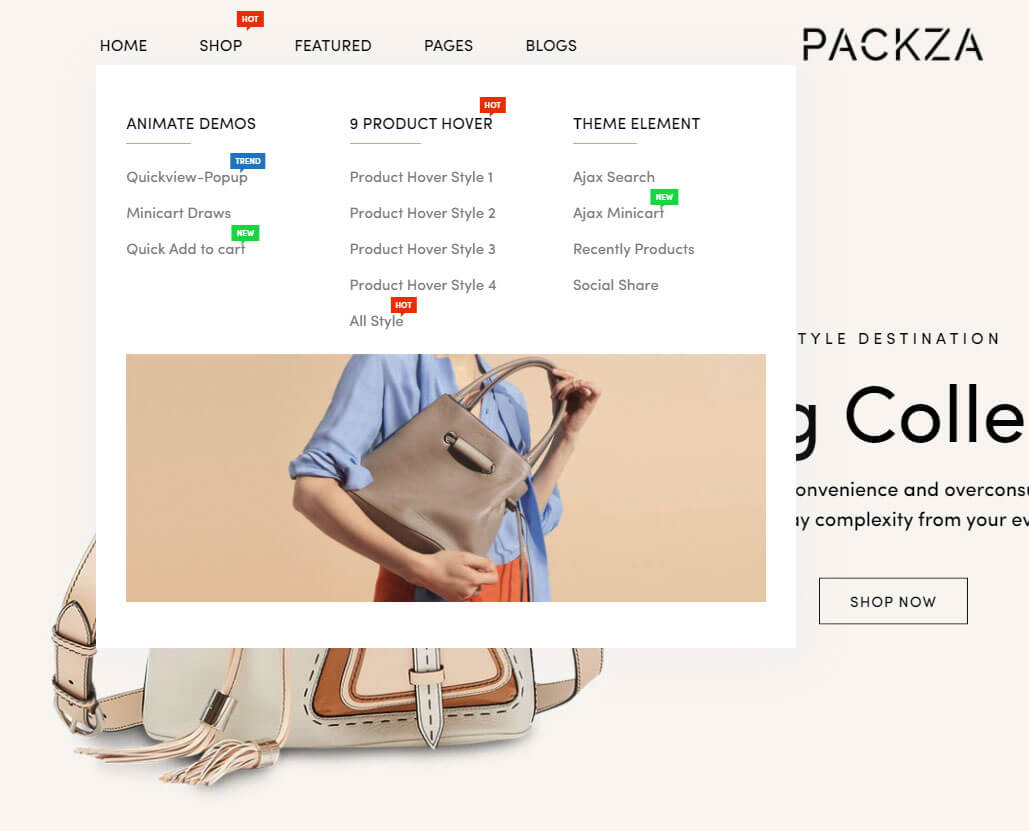 HOT
HOME SHOP FEATURED PAGES BLOGS
PACKZA
HOT
ANIMATE DEMOS
9 PRODUCT HOVER
THEME ELEMENT
TREND
Quickview-Popup
Product Hover Style 1
Ajax Search
NEW
Minicart Draws
Product Hover Style 2
Ajax Minicart
NEW
Quick Add to cart
Product Hover Style 3
Recently Products
Product Hover Style 4
Social Share
HOT
All Style
TYLE DESTINATION
g Colle
onvenience and overconsu
ay complexity from your ev
SHOP NOW